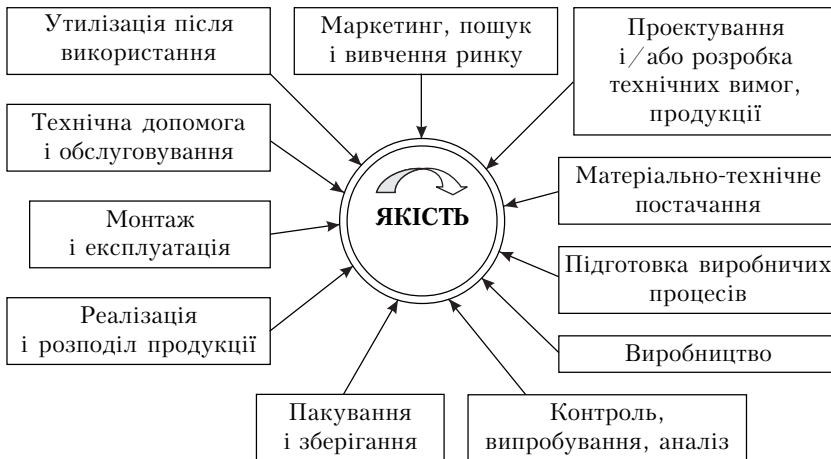 Утилізація після
використання
Маркетинг, пошук
і вивчення ринку
Проектування
і/або розробка
технічних вимог,
продукції
Технічна допомога
і обслуговування
Матеріально-технічне
постачання
Монтаж
і експлуатація
ЯКІСТЬ
Підготовка виробничих
процесів
Реалізація
і розподіл продукції
Виробництво
Пакування
і зберігання
Контроль,
випробування, аналіз